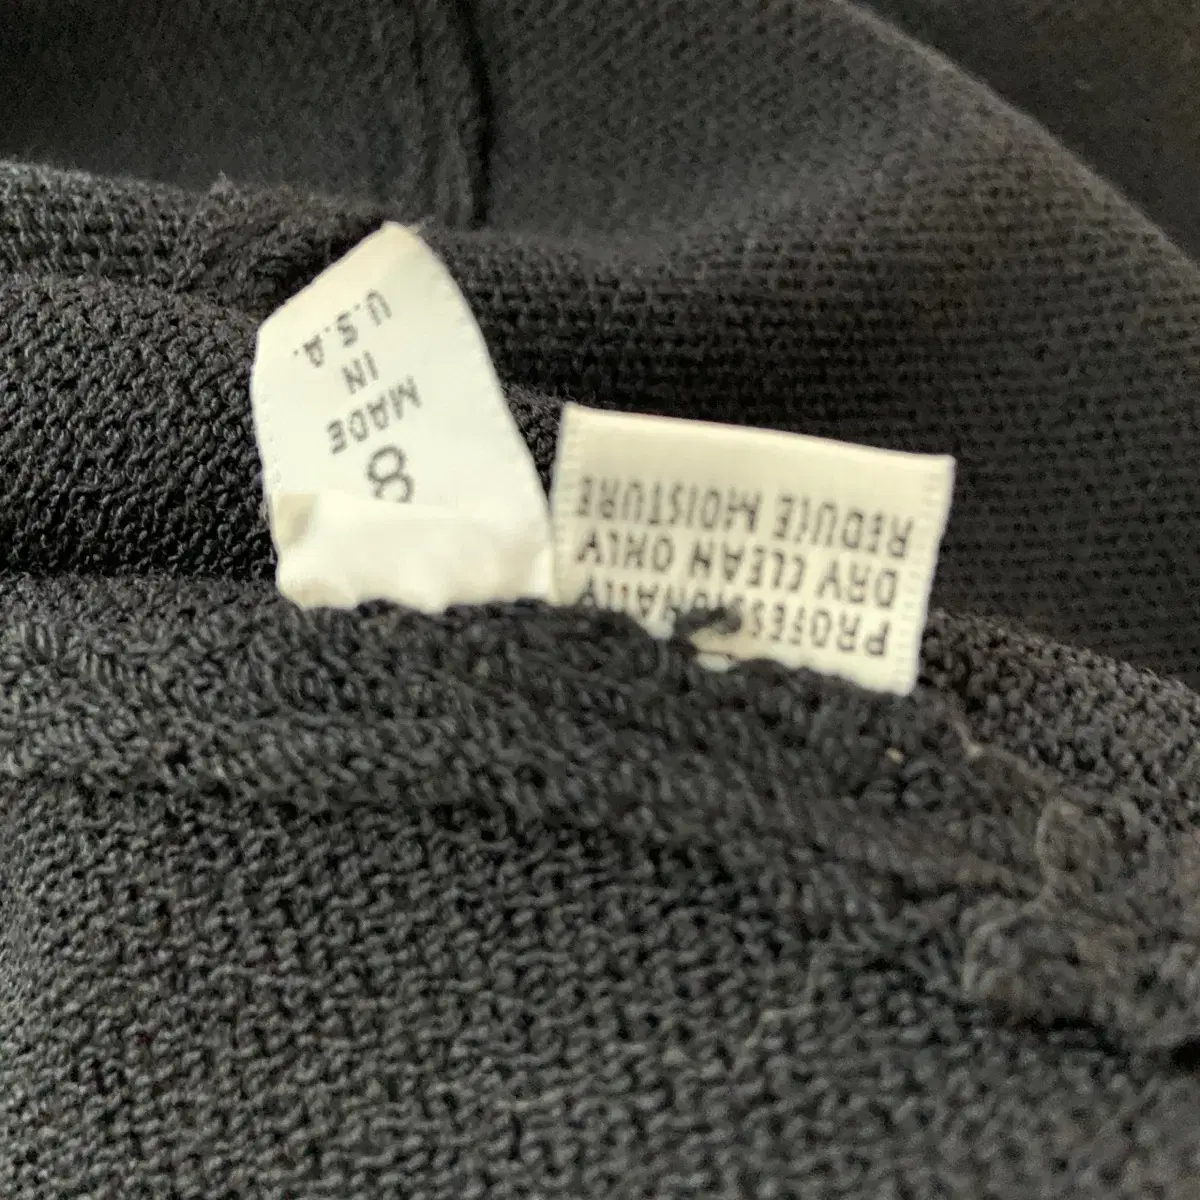 8
MADE
IN
U.S.A.
PROFESSIONALLY
DRY CLEAN ONLY
REDUCE MOISTURE